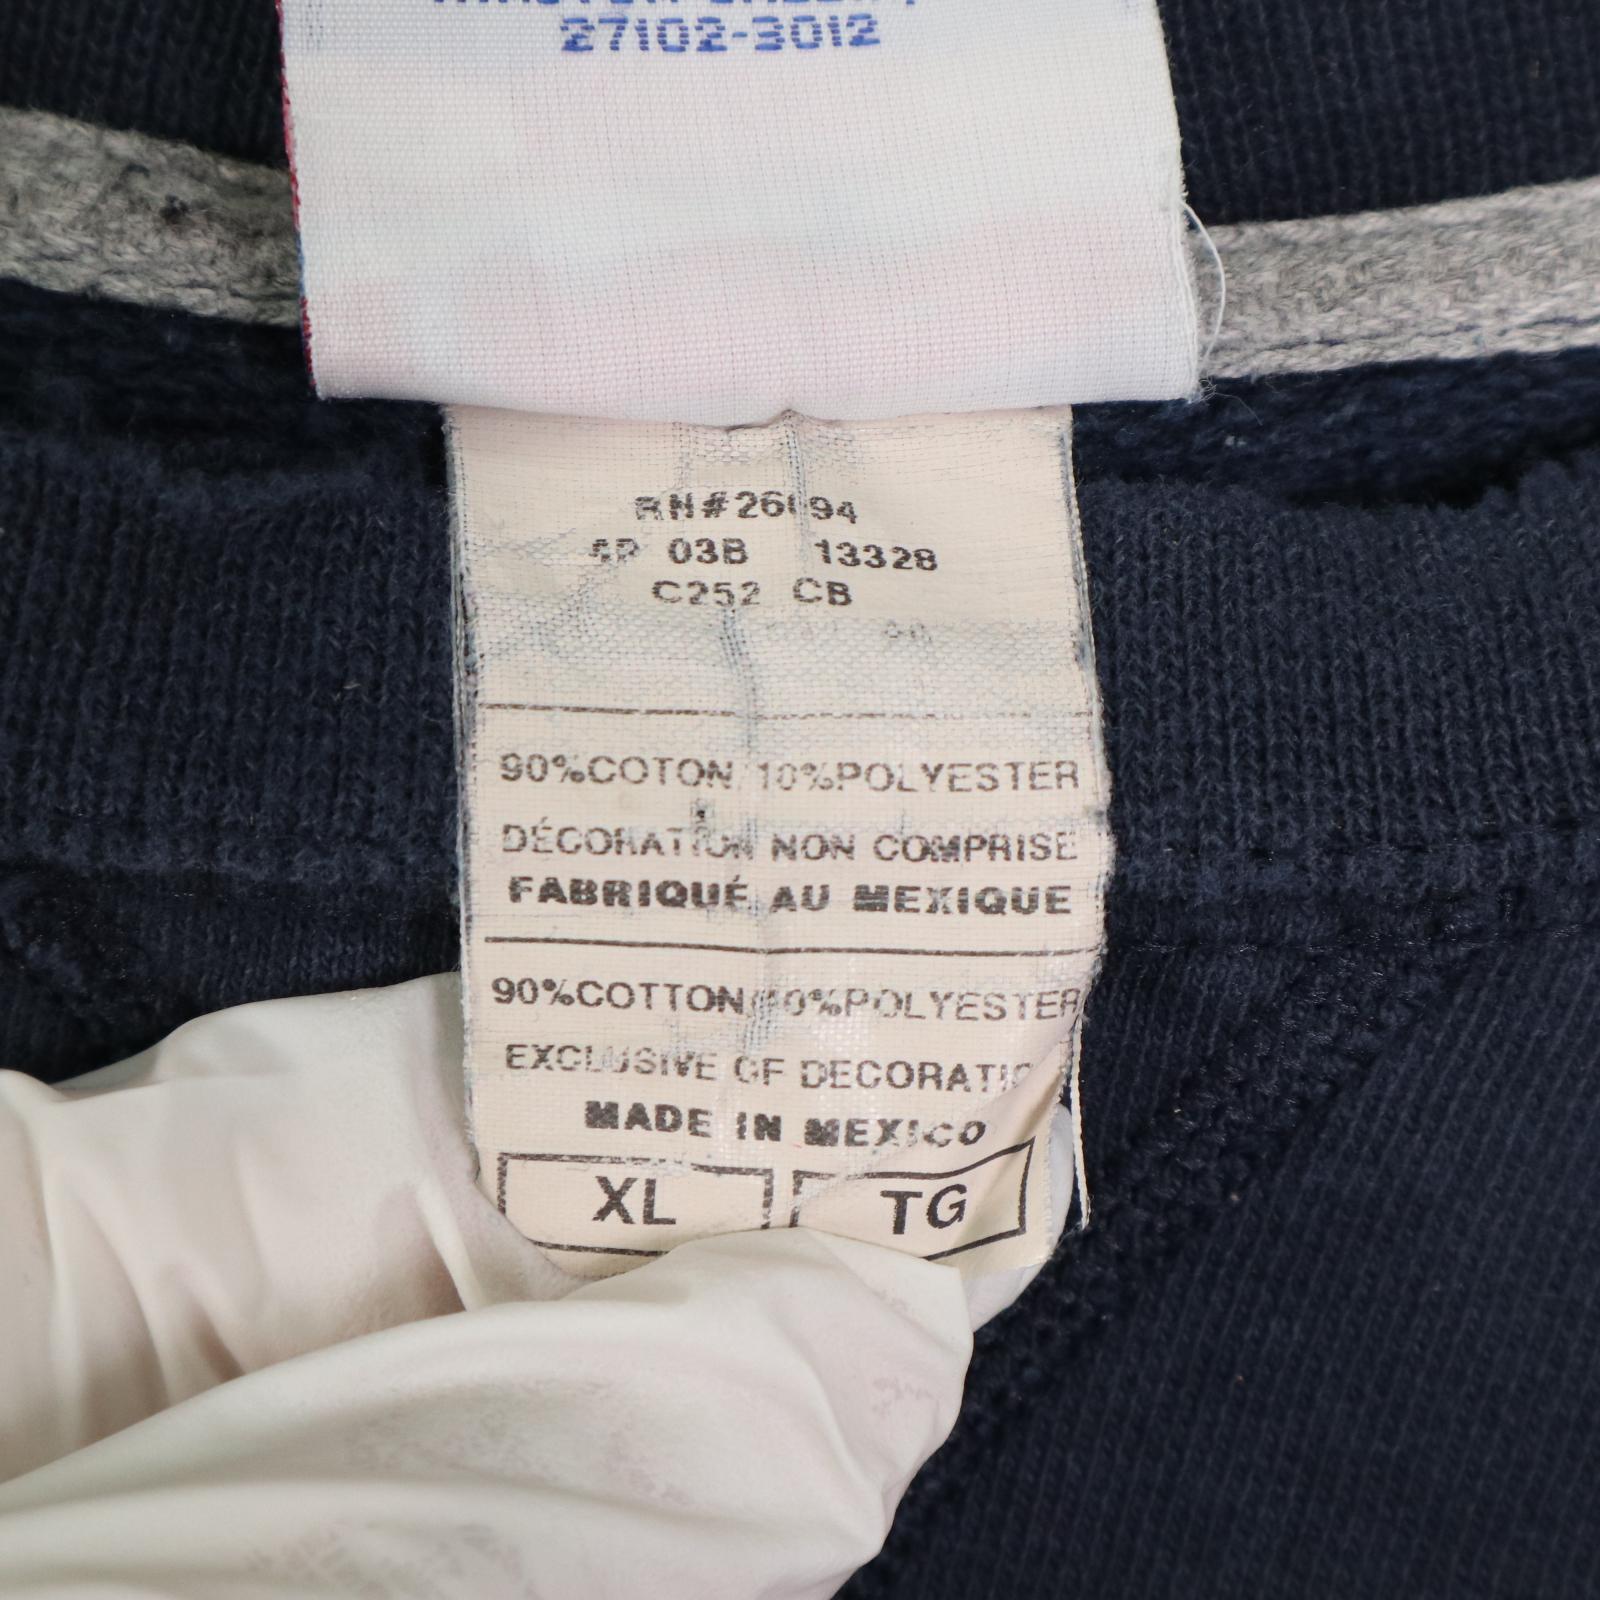 27102-3012
RN#26094
03B 13328
C252 CB
90%COTON/10%POLYESTER
DÉCORATION NON COMPRISE
FABRIQUÉ AU MEXIQUE
90%COTTON/10%POLYESTER
EXCLUSIVE OF DECORATIO
MADE IN MEXICO
XL TG